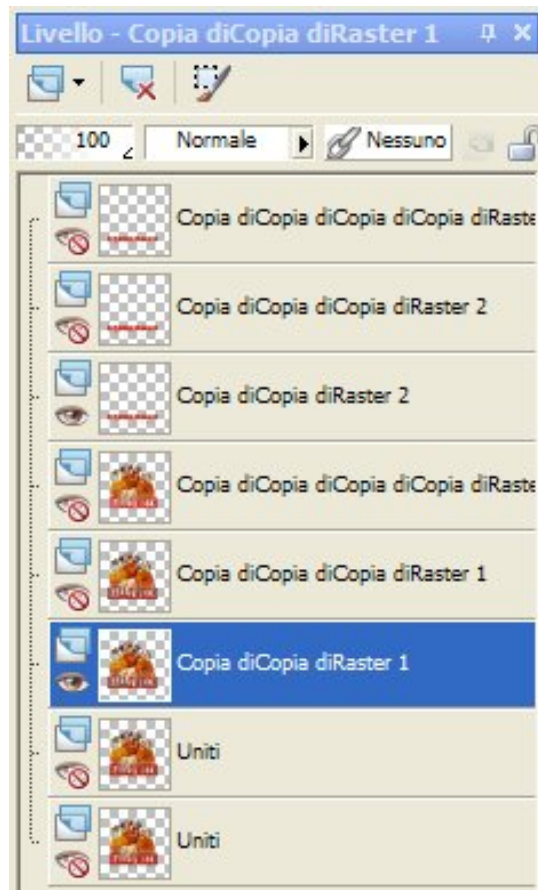 Livello - Copia diCopia diRaster 1
100 Normale Nessuno
Copia diCopia diCopia diCopia diRaste
Copia diCopia diCopia diRaster 2
Copia diCopia diRaster 2
Copia diCopia diCopia diCopia diRaste
Copia diCopia diCopia diRaster 1
Copia diCopia diRaster 1
Uniti
Uniti